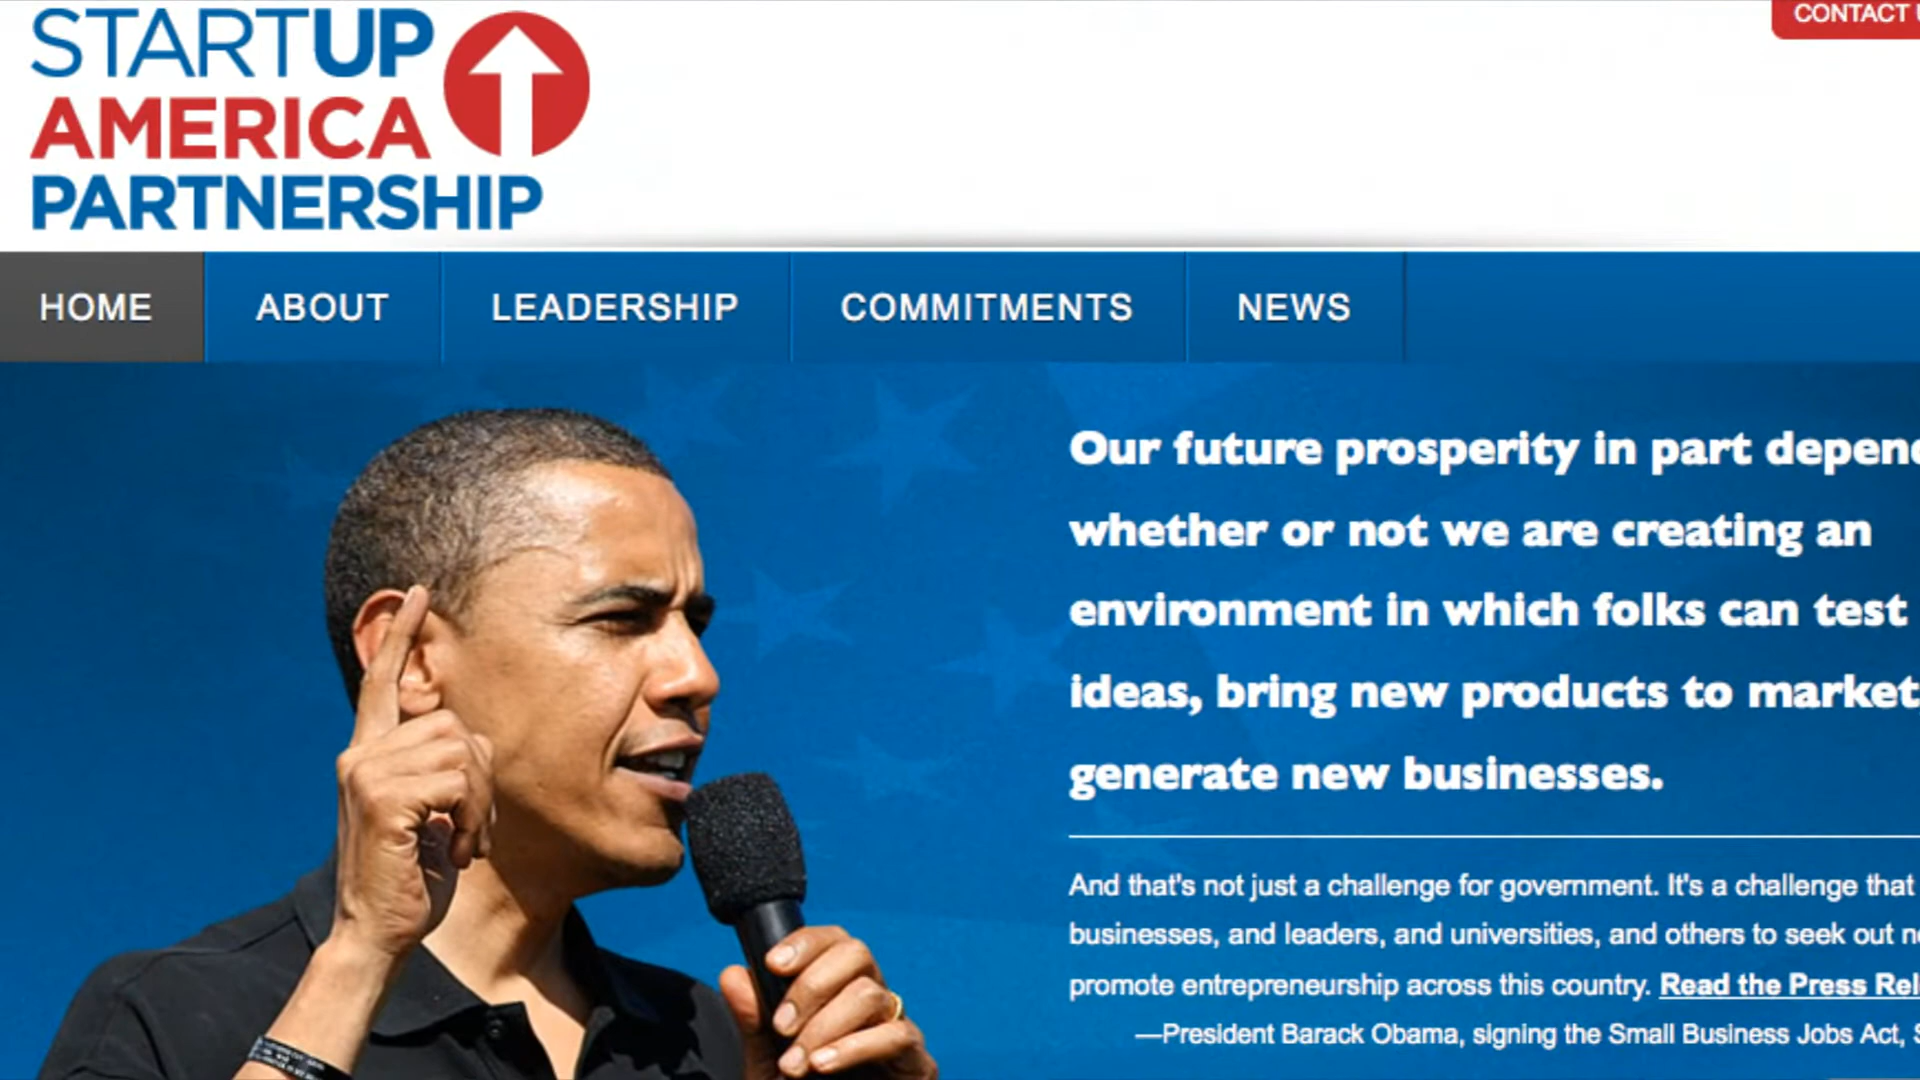 STARTUP
AMERICA
PARTNERSHIP
CONTACT
HOME ABOUT LEADERSHIP COMMITMENTS NEWS
Our future prosperity in part depen
whether or not we are creating an
environment in which folks can test
ideas, bring new products to market
generate new businesses.
And that's not just a challenge for government. It's a challenge that
businesses, and leaders, and universities, and others to seek out
promote entrepreneurship across this country. Read the Press Rel
—President Barack Obama, signing the Small Business Jobs Act,